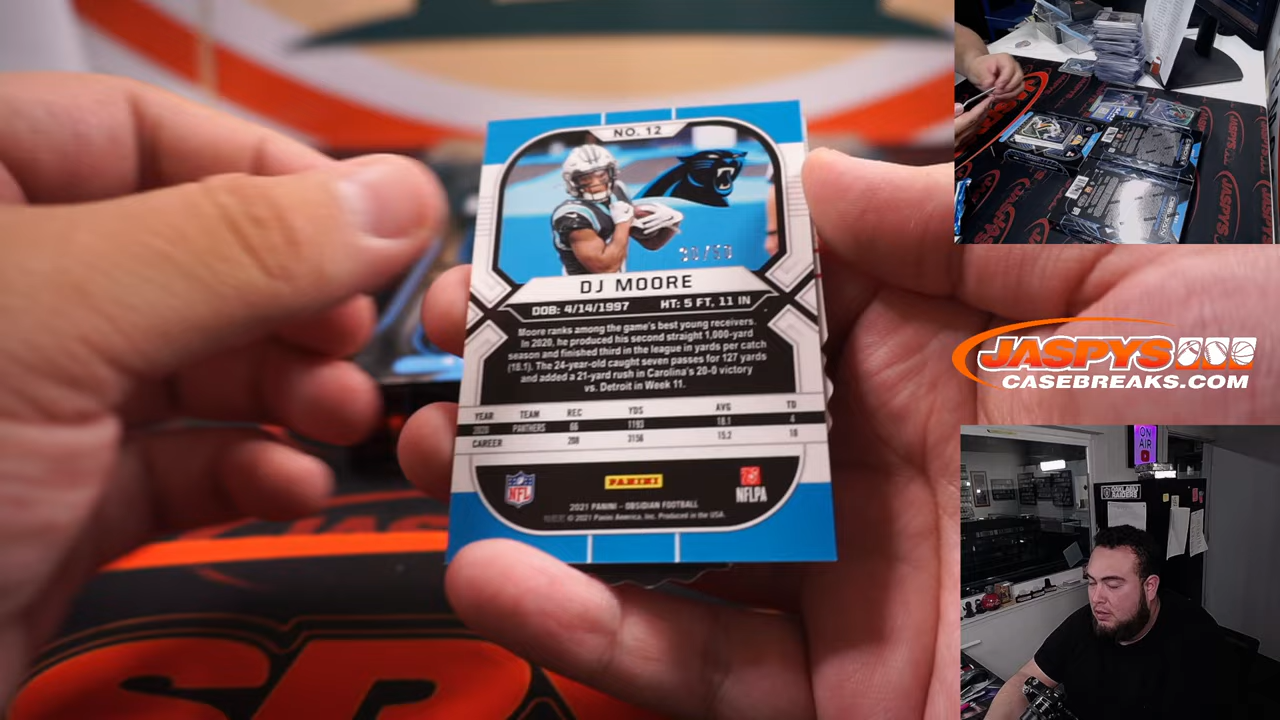 NO. 12
DJ MOORE
DOB: 4/14/1997 HT: 5 FT, 11 IN
Moore ranks among the game's best young receivers.
In 2020, he produced his second straight 1,000-yard
season and finished third in the league in yards per catch
(18.1). The 24-year-old caught seven passes for 127 yards
and added a 21-yard rush in Carolina's 20-0 victory
vs. Detroit in Week 11.
YEAR TEAM REC YDS AVG TD
2020 PANTHERS 66 1193 18.1 4
CAREER 208 3156 15.2 10
NFL PANINI NFLPA
2021 PANINI - OBSIDIAN FOOTBALL
© 2021 Panini America, Inc. Produced in the USA.
JASPYS
CASEBREAKS.COM
ON
AIR
OAKLAND
RAIDERS